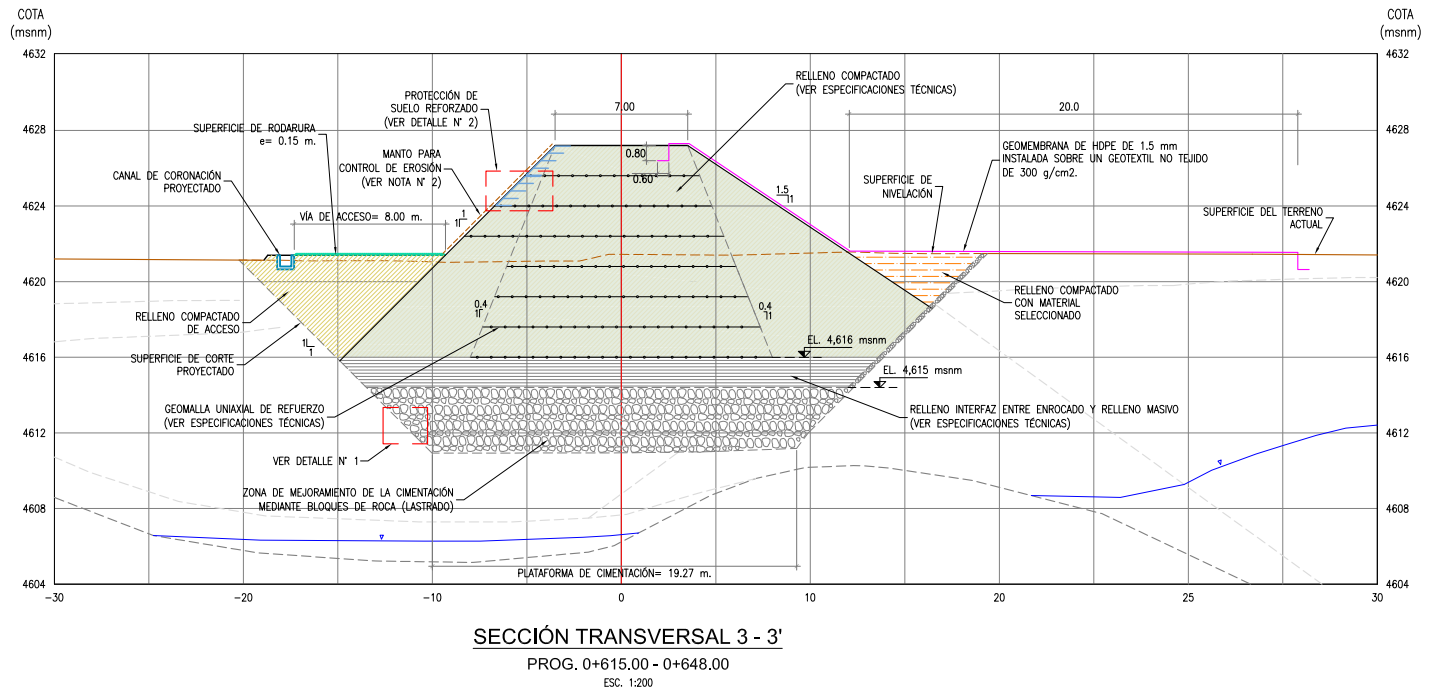 COTA
(msnm)
COTA
(msnm)
4632
4632
4628
4628
4624
4624
4620
4620
4616
4616
4612
4612
4608
4608
4604
4604
PROTECCIÓN DE
SUELO REFORZADO
(VER DETALLE N° 2)
SUPERFICIE DE RODARURA
e= 0.15 m.
MANTO PARA
CONTROL DE EROSIÓN
(VER NOTA N° 2)
CANAL DE CORONACIÓN
PROYECTADO
VÍA DE ACCESO= 8.00 m.
7.00
RELLENO COMPACTADO
(VER ESPECIFICACIONES TÉCNICAS)
20.0
0.80
0.60
GEOMEMBRANA DE HDPE DE 1.5 mm
INSTALADA SOBRE UN GEOTEXTIL NO TEJIDO
DE 300 g/cm2.
SUPERFICIE DE
NIVELACIÓN
1.5
1
1
1
SUPERFICIE DEL TERRENO
ACTUAL
RELLENO COMPACTADO
DE ACCESO
0.4
1
0.4
1
RELLENO COMPACTADO
CON MATERIAL
SELECCIONADO
SUPERFICIE DE CORTE
PROYECTADO
1
1
EL. 4,616 msnm
EL. 4,615 msnm
GEOMALLA UNIAXIAL DE REFUERZO
(VER ESPECIFICACIONES TÉCNICAS)
RELLENO INTERFAZ ENTRE ENROCADO Y RELLENO MASIVO
(VER ESPECIFICACIONES TÉCNICAS)
VER DETALLE N° 1
ZONA DE MEJORAMIENTO DE LA CIMENTACIÓN
MEDIANTE BLOQUES DE ROCA (LASTRADO)
PLATAFORMA DE CIMENTACIÓN= 19.27 m.
-30
-20
-10
0
10
20
25
30
SECCIÓN TRANSVERSAL 3 - 3'
PROG. 0+615.00 - 0+648.00
ESC. 1:200